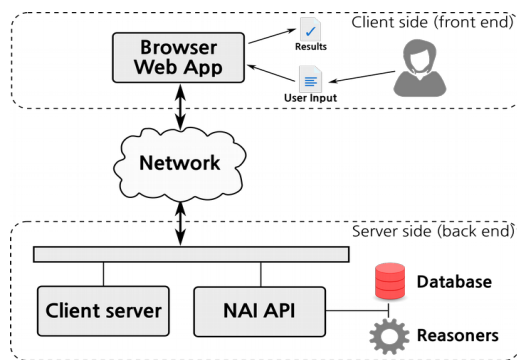 Client side (front end)
Browser
Web App
Results
User Input
Network
Server side (back end)
Client server
NAI API
Database
Reasoners